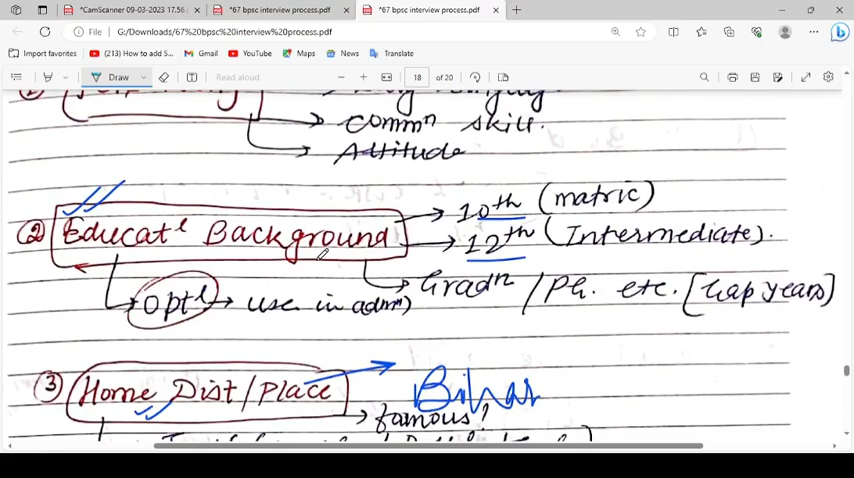 *CamScanner 09-03-2023 17.56.p
*67 bpsc interview process.pdf
*67 bpsc interview process.pdf
File
G:/Downloads/67%20bpsc%20interview%20process.pdf
Import favorites
(213) How to add S...
Gmail
YouTube
Maps
News
Translate
Draw
Read aloud
18
of 20
①
→ Commⁿ skill.
→ Attitude
② Educatˡ Background → 10th (matric)
→ 12th (Intermediate).
→ Optˡ → use in admⁿ)
→ Gradⁿ / PG. etc. [Gap years]
③ Home Dist/Place → Bihar
→ famous,